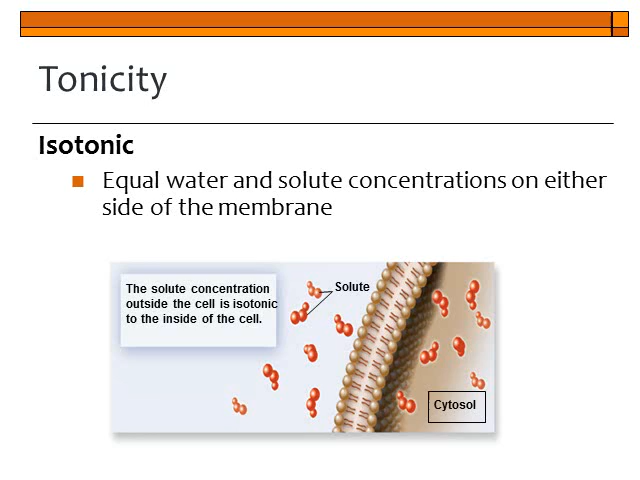 Tonicity
Isotonic
Equal water and solute concentrations on either
side of the membrane
The solute concentration
outside the cell is isotonic
to the inside of the cell.
Solute
Cytosol